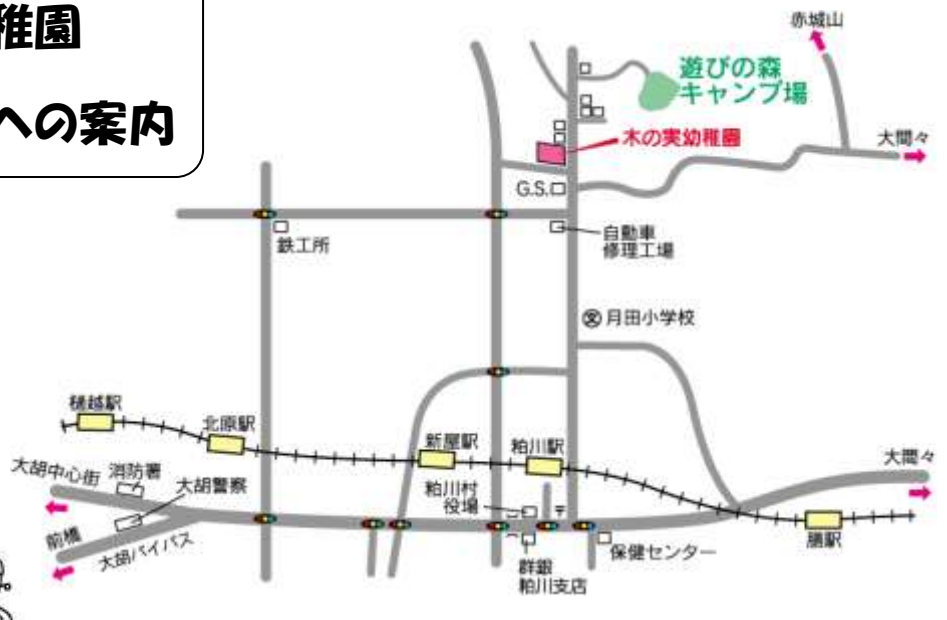 稚園
への案内
赤城山
遊びの森
キャンプ場
大間々
木の実幼稚園
G.S.
鉄工所
自動車
修理工場
月田小学校
樋越駅
北原駅
新屋駅
粕川駅
大胡中心街
消防署
大胡警察
粕川村
役場
大間々
前橋
大胡バイパス
膳駅
保健センター
群銀
粕川支店